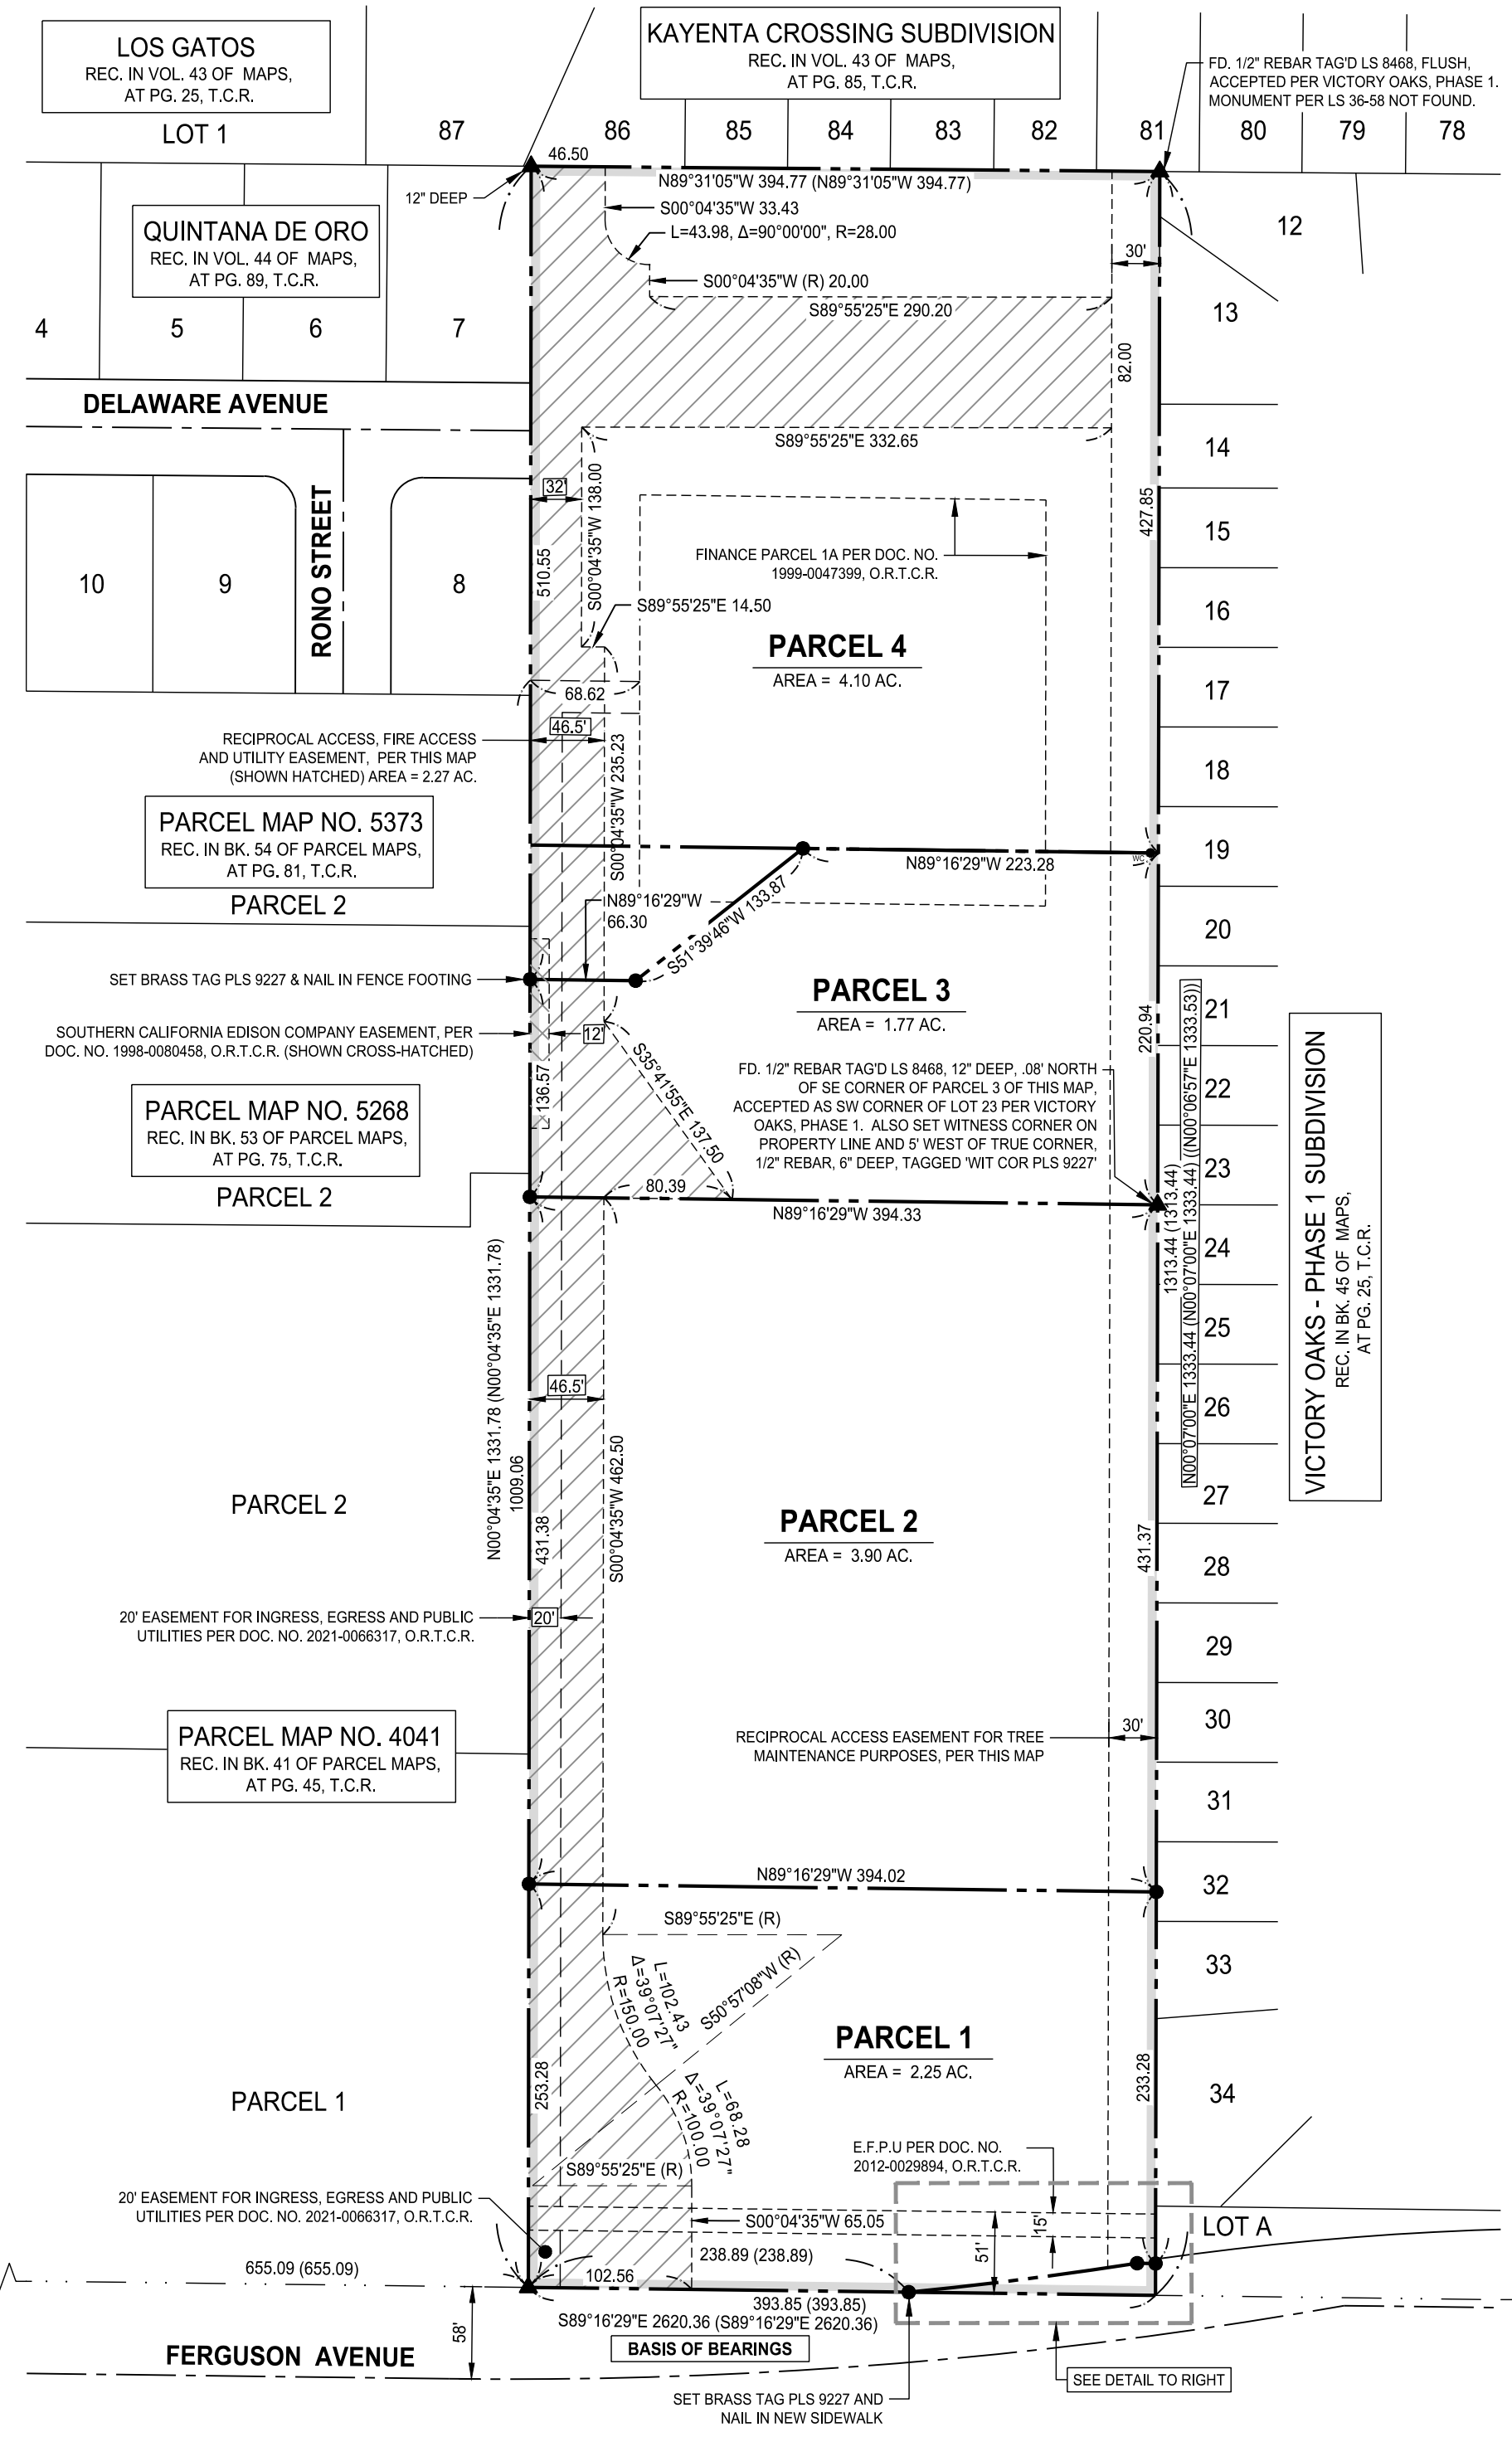 LOS GATOS
REC. IN VOL. 43 OF MAPS,
AT PG. 25, T.C.R.
KAYENTA CROSSING SUBDIVISION
REC. IN VOL. 43 OF MAPS,
AT PG. 85, T.C.R.
FD. 1/2" REBAR TAG'D LS 8468, FLUSH,
ACCEPTED PER VICTORY OAKS, PHASE 1.
MONUMENT PER LS 36-58 NOT FOUND.
LOT 1
87
86
85
84
83
82
81
80
79
78
46.50
N89°31'05"W 394.77 (N89°31'05"W 394.77)
12" DEEP
S00°04'35"W 33.43
L=43.98, Δ=90°00'00", R=28.00
QUINTANA DE ORO
REC. IN VOL. 44 OF MAPS,
AT PG. 89, T.C.R.
30'
12
S00°04'35"W (R) 20.00
S89°55'25"E 290.20
13
4
5
6
7
82.00
DELAWARE AVENUE
S89°55'25"E 332.65
14
32'
S00°04'35"W 138.00
427.85
15
RONO STREET
510.55
FINANCE PARCEL 1A PER DOC. NO.
1999-0047399, O.R.T.C.R.
10
9
8
S89°55'25"E 14.50
16
PARCEL 4
AREA = 4.10 AC.
68.62
17
46.5'
RECIPROCAL ACCESS, FIRE ACCESS
AND UTILITY EASEMENT, PER THIS MAP
(SHOWN HATCHED) AREA = 2.27 AC.
S00°04'35"W 235.23
18
PARCEL MAP NO. 5373
REC. IN BK. 54 OF PARCEL MAPS,
AT PG. 81, T.C.R.
PARCEL 2
N89°16'29"W 223.28
WC
19
N89°16'29"W
66.30
S51°39'46"W 133.87
20
SET BRASS TAG PLS 9227 & NAIL IN FENCE FOOTING
PARCEL 3
AREA = 1.77 AC.
220.94
21
SOUTHERN CALIFORNIA EDISON COMPANY EASEMENT, PER
DOC. NO. 1998-0080458, O.R.T.C.R. (SHOWN CROSS-HATCHED)
12'
136.57
S35°41'55"E 137.50
FD. 1/2" REBAR TAG'D LS 8468, 12" DEEP, .08' NORTH
OF SE CORNER OF PARCEL 3 OF THIS MAP,
ACCEPTED AS SW CORNER OF LOT 23 PER VICTORY
OAKS, PHASE 1. ALSO SET WITNESS CORNER ON
PROPERTY LINE AND 5' WEST OF TRUE CORNER,
1/2" REBAR, 6" DEEP, TAGGED 'WIT COR PLS 9227'
22
PARCEL MAP NO. 5268
REC. IN BK. 53 OF PARCEL MAPS,
AT PG. 75, T.C.R.
PARCEL 2
23
80.39
N89°16'29"W 394.33
1313.44 (1313.44)
N00°07'00"E 1333.44 (N00°07'00"E 1333.44) ((N00°06'57"E 1333.53))
VICTORY OAKS - PHASE 1 SUBDIVISION
REC. IN BK. 45 OF MAPS,
AT PG. 25, T.C.R.
24
25
26
N00°04'35"E 1331.78 (N00°04'35"E 1331.78)
1009.06
46.5'
27
PARCEL 2
431.38
S00°04'35"W 462.50
PARCEL 2
AREA = 3.90 AC.
431.37
28
20' EASEMENT FOR INGRESS, EGRESS AND PUBLIC
UTILITIES PER DOC. NO. 2021-0066317, O.R.T.C.R.
20'
29
30
PARCEL MAP NO. 4041
REC. IN BK. 41 OF PARCEL MAPS,
AT PG. 45, T.C.R.
RECIPROCAL ACCESS EASEMENT FOR TREE
MAINTENANCE PURPOSES, PER THIS MAP
30'
31
N89°16'29"W 394.02
32
S89°55'25"E (R)
33
L=102.43
Δ=39°07'27"
R=150.00
S50°57'08"W (R)
PARCEL 1
AREA = 2.25 AC.
253.28
233.28
PARCEL 1
34
L=68.28
Δ=39°07'27"
R=100.00
S89°55'25"E (R)
E.F.P.U PER DOC. NO.
2012-0029894, O.R.T.C.R.
20' EASEMENT FOR INGRESS, EGRESS AND PUBLIC
UTILITIES PER DOC. NO. 2021-0066317, O.R.T.C.R.
S00°04'35"W 65.05
15'
51'
LOT A
655.09 (655.09)
238.89 (238.89)
102.56
393.85 (393.85)
S89°16'29"E 2620.36 (S89°16'29"E 2620.36)
BASIS OF BEARINGS
58'
FERGUSON AVENUE
SEE DETAIL TO RIGHT
SET BRASS TAG PLS 9227 AND
NAIL IN NEW SIDEWALK